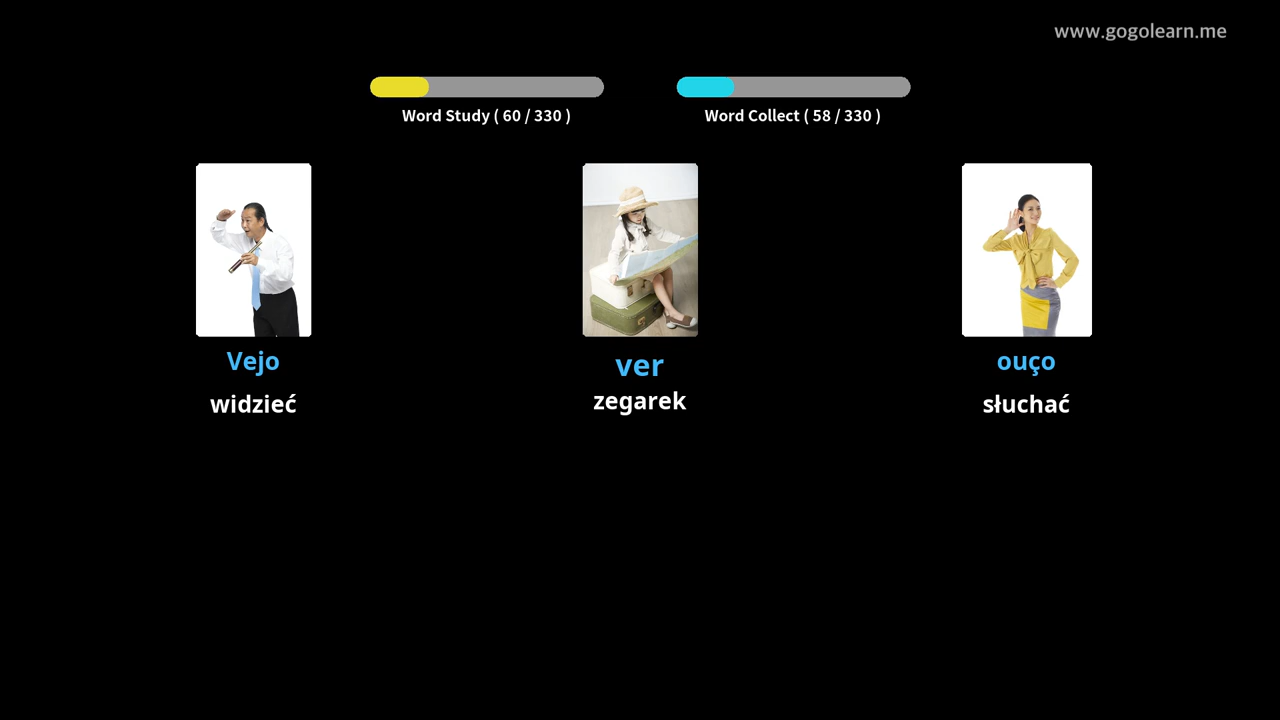 www.gogolearn.me
Word Study ( 60 / 330 )
Word Collect ( 58 / 330 )
Vejo
widzieć
ver
zegarek
ouço
słuchać